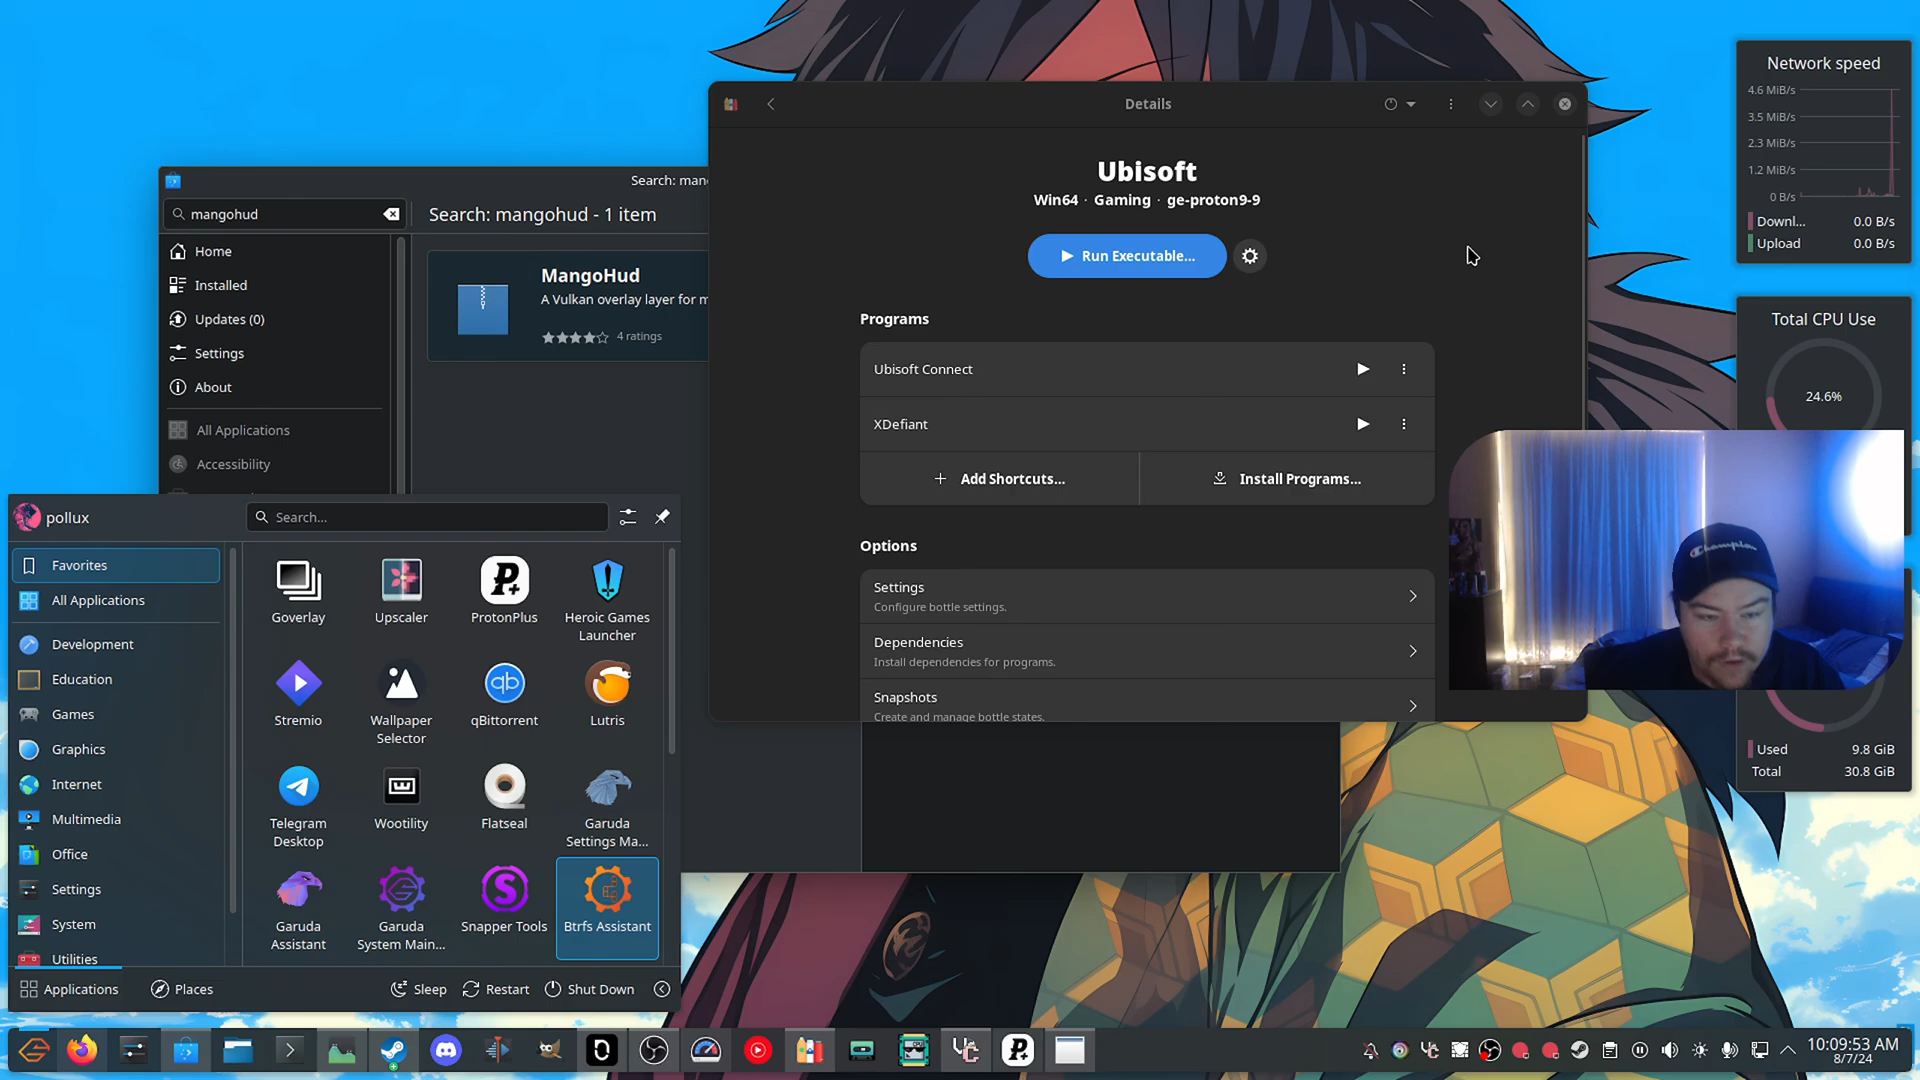 Network speed
4.6 MiB/s
3.5 MiB/s
2.3 MiB/s
1.2 MiB/s
0 B/s
Downl... 0.0 B/s
Upload 0.0 B/s
Total CPU Use
24.6%
Used 9.8 GiB
Total 30.8 GiB
Details
Ubisoft
Win64 · Gaming · ge-proton9-9
Run Executable...
Programs
Ubisoft Connect
XDefiant
Add Shortcuts...
Install Programs...
Options
Settings
Configure bottle settings.
Dependencies
Install dependencies for programs.
Snapshots
Create and manage bottle states.
Search: man
mangohud
Search: mangohud - 1 item
Home
Installed
Updates (0)
Settings
About
All Applications
Accessibility
MangoHud
A Vulkan overlay layer for m
4 ratings
Champion
pollux
Search...
Favorites
All Applications
Development
Education
Games
Graphics
Internet
Multimedia
Office
Settings
System
Utilities
Goverlay
Upscaler
ProtonPlus
Heroic Games
Launcher
Stremio
Wallpaper
Selector
qBittorrent
Lutris
Telegram
Desktop
Wootility
Flatseal
Garuda
Settings Ma...
Garuda
Assistant
Garuda
System Main...
Snapper Tools
Btrfs Assistant
Applications
Places
Sleep
Restart
Shut Down
10:09:53 AM
8/7/24